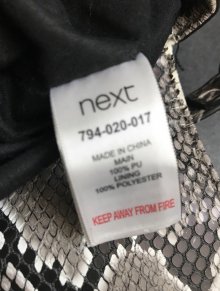 next
794-020-017
MADE IN CHINA
MAIN
100% PU
LINING
100% POLYESTER
KEEP AWAY FROM FIRE